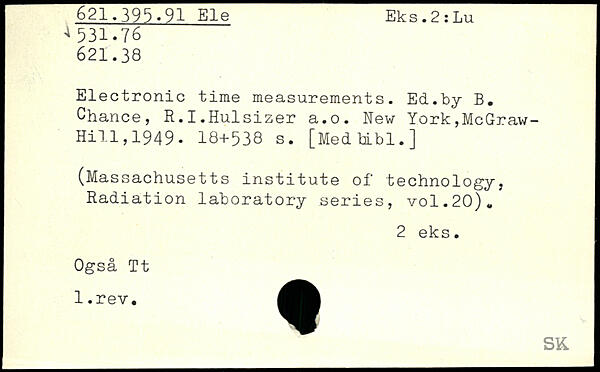 621.395.91 Ele Eks.2:Lu
531.76
621.38
Electronic time measurements. Ed.by B.
Chance, R.I.Hulsizer a.o. New York,McGraw-
Hill,1949. 18+538 s. [Med bibl.]
(Massachusetts institute of technology,
Radiation laboratory series, vol.20).
2 eks.
Også Tt
1.rev.
SK